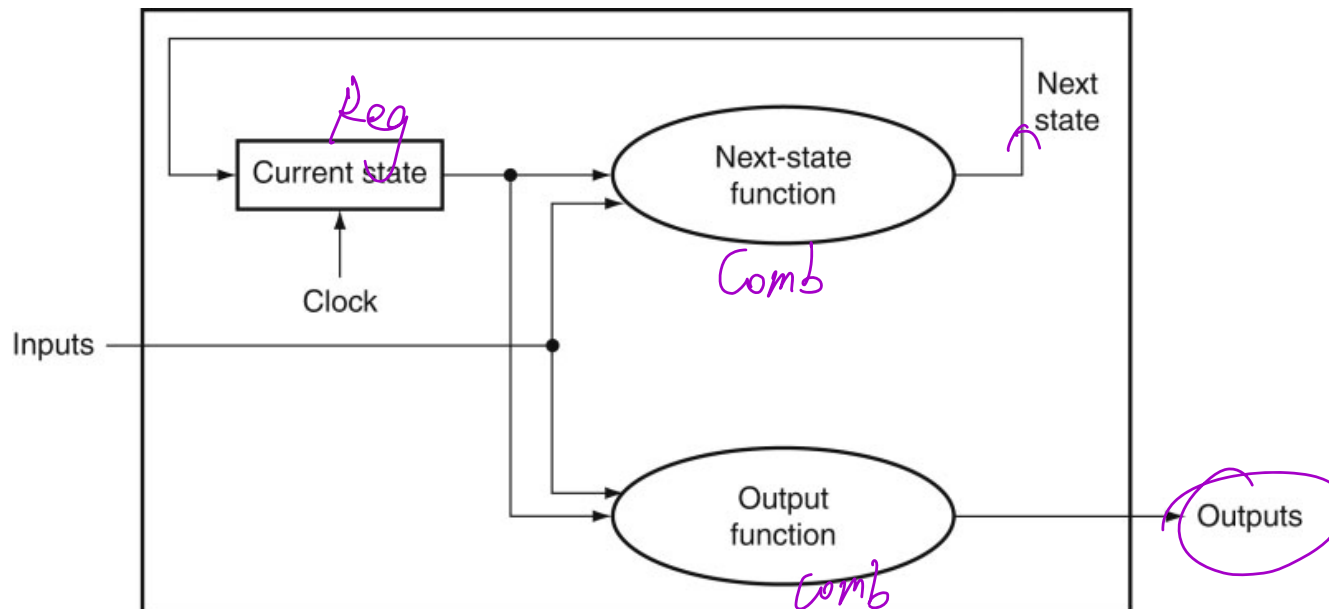 Next
state
Reg
Current state
Next-state
function
Comb
Clock
Inputs
Output
function
Outputs
Comb